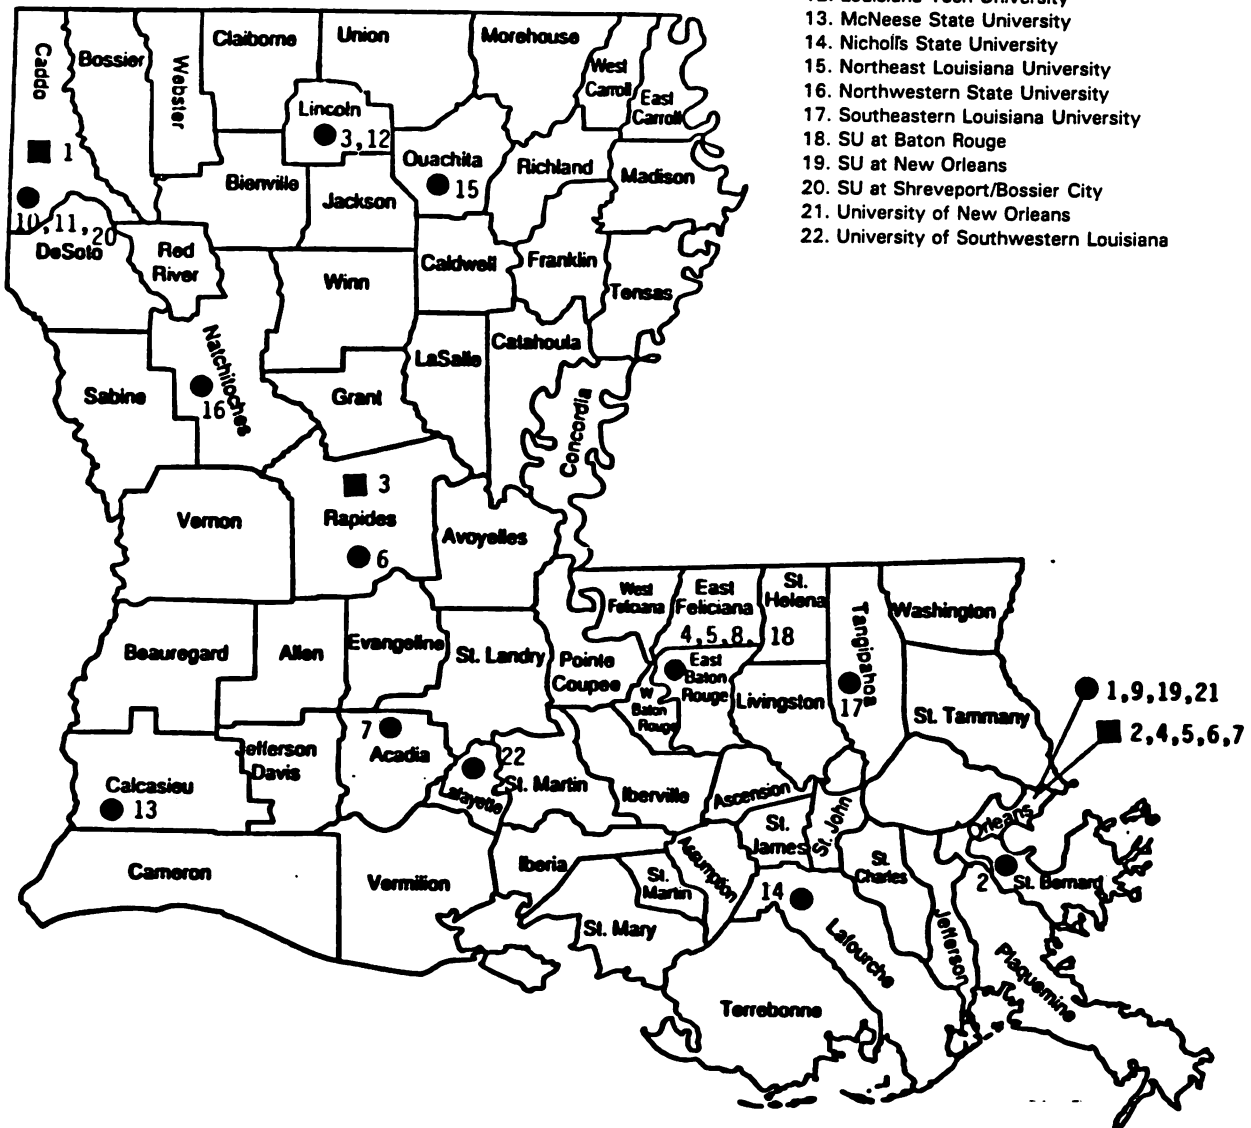 12. Louisiana Tech University
13. McNeese State University
14. Nicholls State University
15. Northeast Louisiana University
16. Northwestern State University
17. Southeastern Louisiana University
18. SU at Baton Rouge
19. SU at New Orleans
20. SU at Shreveport/Bossier City
21. University of New Orleans
22. University of Southwestern Louisiana
Caddo
Bossier
Webster
Claiborne
Union
Morehouse
West
Carroll
East
Carroll
Lincoln
3,12
1
Ouachita
15
Richland
Madison
Bienville
Jackson
10,11,20
DeSoto
Red
River
Winn
Caldwell
Franklin
Tensas
Natchitoches
16
Sabine
Grant
LaSalle
Catahoula
Concordia
3
Rapides
6
Vernon
Avoyelles
West
Feliciana
East
Feliciana
4,5,8, 18
St.
Helena
Tangipahoa
17
Washington
Beauregard
Allen
Evangeline
St. Landry
Pointe
Coupee
W
Baton
Rouge
East
Baton
Rouge
Livingston
St. Tammany
1,9,19,21
2,4,5,6,7
7
Acadia
Jefferson
Davis
Calcasieu
13
22
Lafayette
St. Martin
Iberville
Ascension
St.
James
St. John
Orleans
Cameron
Vermilion
Iberia
St.
Martin
Assumption
St.
Charles
2
St. Bernard
14
St. Mary
Lafourche
Jefferson
Plaquemine
Terrebonne